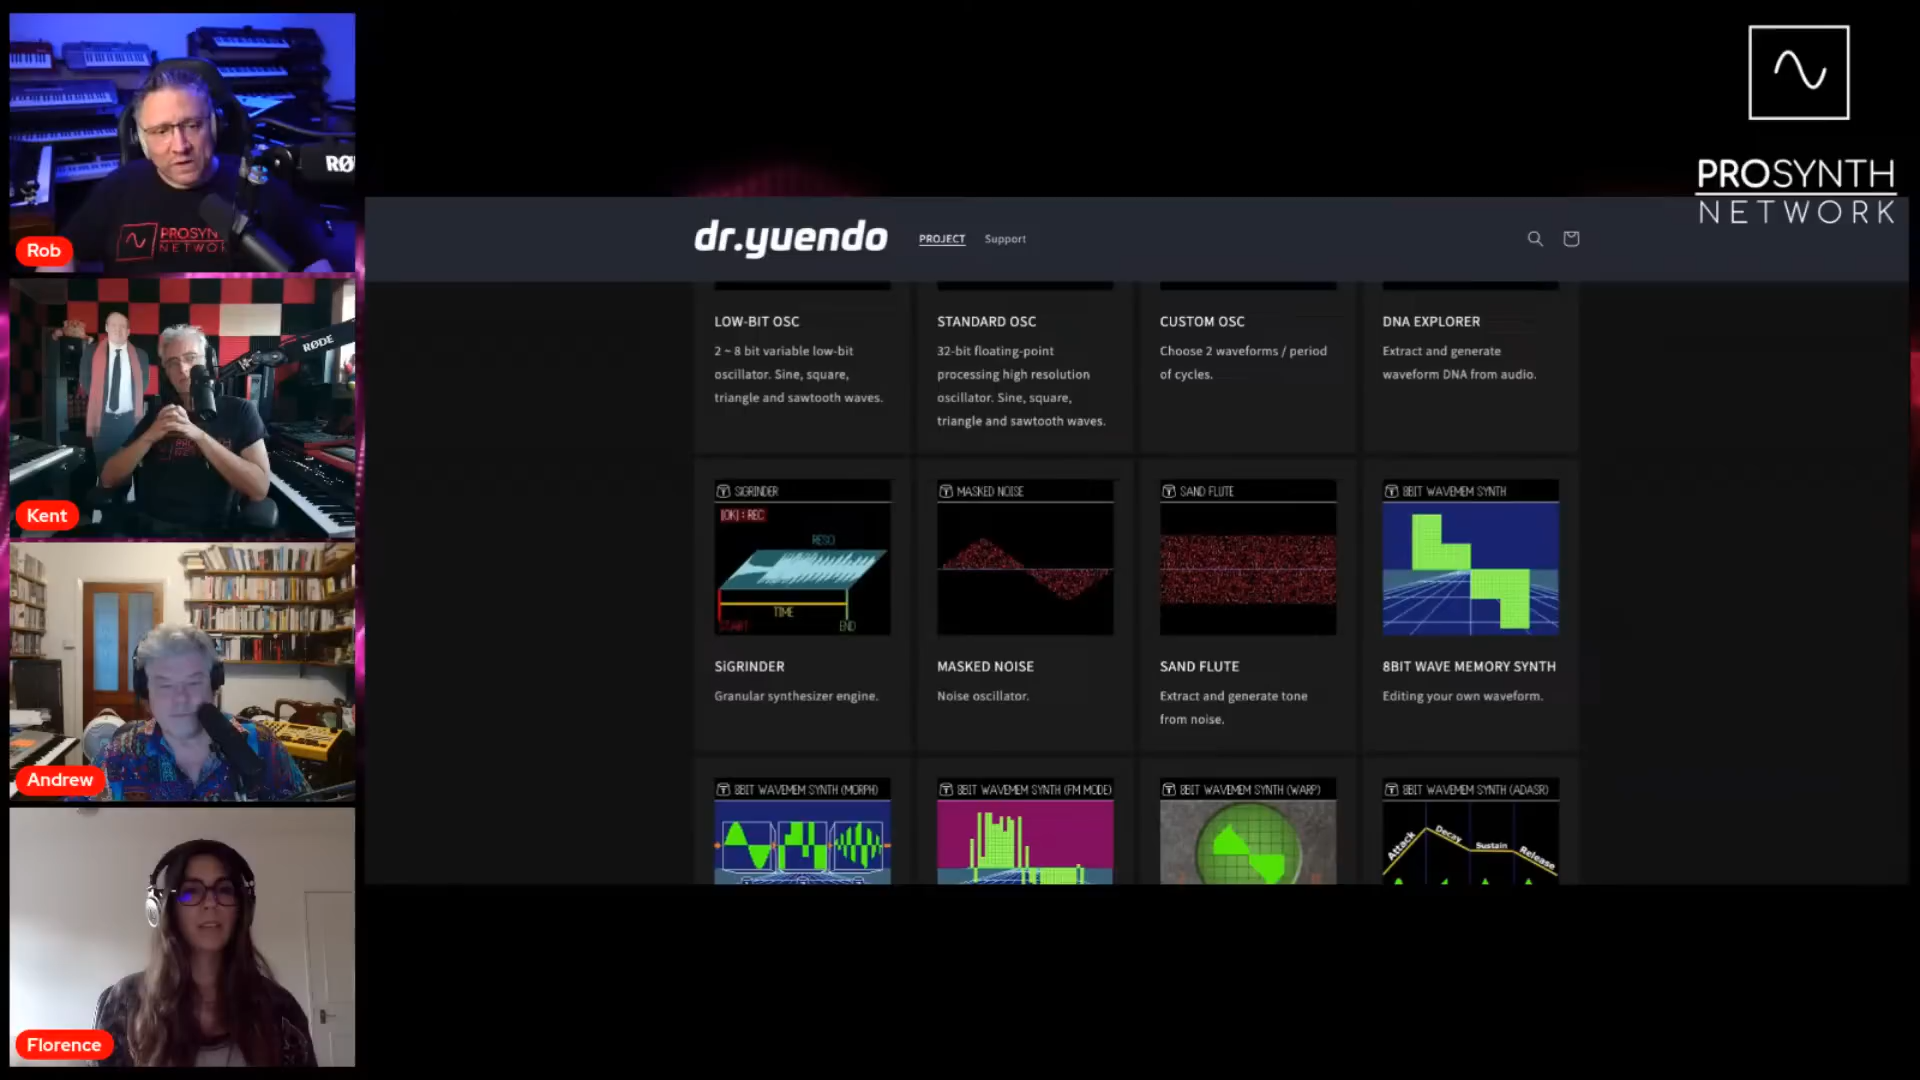 RØ
PROSYN
NETWOR
Rob
RØDE
Kent
Andrew
Florence
PROSYNTH
NETWORK
dr.yuendo
PROJECT
Support
LOW-BIT OSC
2 ~ 8 bit variable low-bit
oscillator. Sine, square,
triangle and sawtooth waves.
STANDARD OSC
32-bit floating-point
processing high resolution
oscillator. Sine, square,
triangle and sawtooth waves.
CUSTOM OSC
Choose 2 waveforms / period
of cycles.
DNA EXPLORER
Extract and generate
waveform DNA from audio.
SiGRINDER
[OK] : REC
RESO
TIME
START
END
SiGRINDER
Granular synthesizer engine.
MASKED NOISE
MASKED NOISE
Noise oscillator.
SAND FLUTE
SAND FLUTE
Extract and generate tone
from noise.
8BIT WAVEMEM SYNTH
8BIT WAVE MEMORY SYNTH
Editing your own waveform.
8BIT WAVEMEM SYNTH (MORPH)
8BIT WAVEMEM SYNTH (FM MODE)
8BIT WAVEMEM SYNTH (WARP)
8BIT WAVEMEM SYNTH (ADASR)
Attack
Decay
Sustain
Release